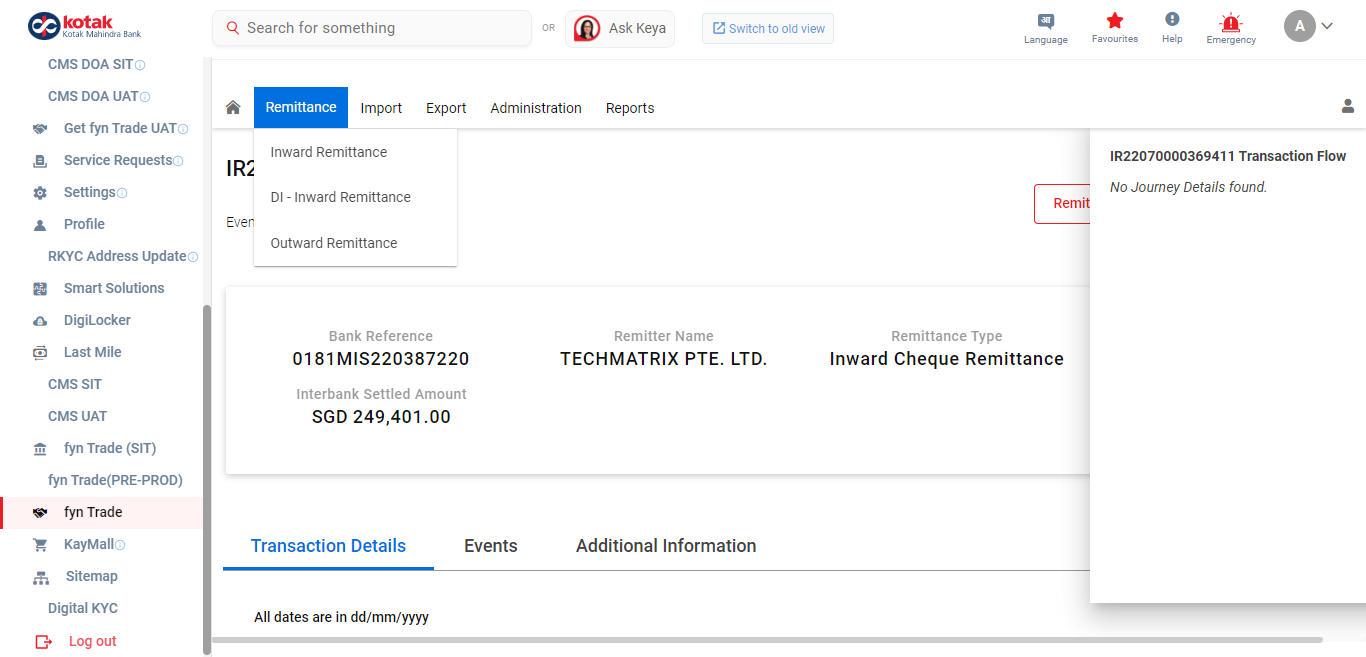 kotak
Kotak Mahindra Bank
Search for something
OR
Ask Keya
Switch to old view
Language
Favourites
Help
Emergency
A
CMS DOA SIT
CMS DOA UAT
Get fyn Trade UAT
Service Requests
Settings
Profile
RKYC Address Update
Smart Solutions
DigiLocker
Last Mile
CMS SIT
CMS UAT
fyn Trade (SIT)
fyn Trade(PRE-PROD)
fyn Trade
KayMall
Sitemap
Digital KYC
Log out
Remittance
Import
Export
Administration
Reports
Inward Remittance
DI - Inward Remittance
Outward Remittance
IR2
Even
Remit
IR22070000369411 Transaction Flow
No Journey Details found.
Bank Reference
0181MIS220387220
Remitter Name
TECHMATRIX PTE. LTD.
Remittance Type
Inward Cheque Remittance
Interbank Settled Amount
SGD 249,401.00
Transaction Details
Events
Additional Information
All dates are in dd/mm/yyyy